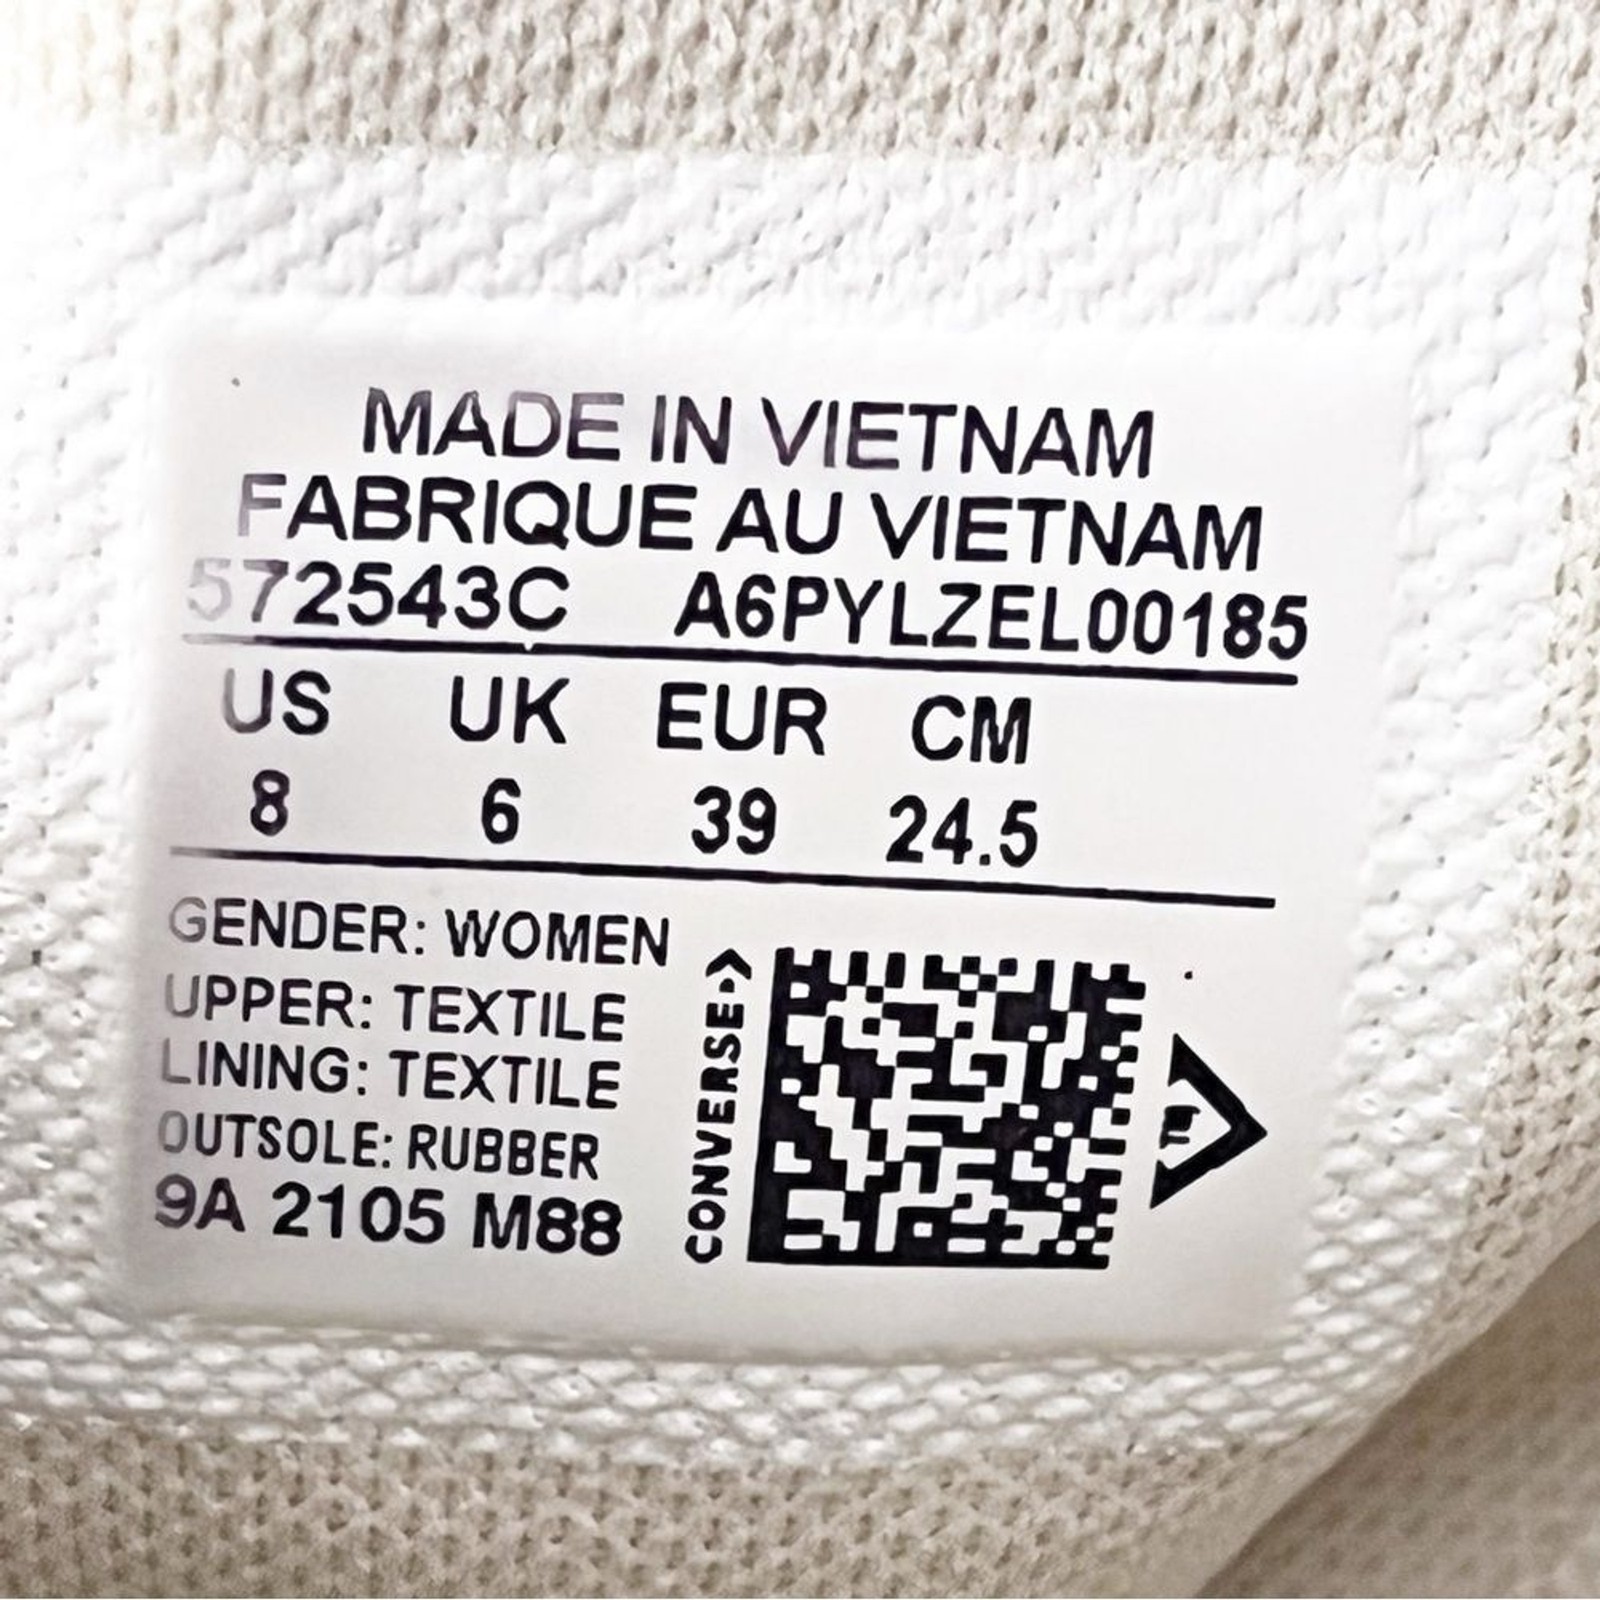 MADE IN VIETNAM
FABRIQUE AU VIETNAM
572543C A6PYLZEL00185
US UK EUR CM
8 6 39 24.5
GENDER: WOMEN
UPPER: TEXTILE
LINING: TEXTILE
OUTSOLE: RUBBER
9A 2105 M88
CONVERSE